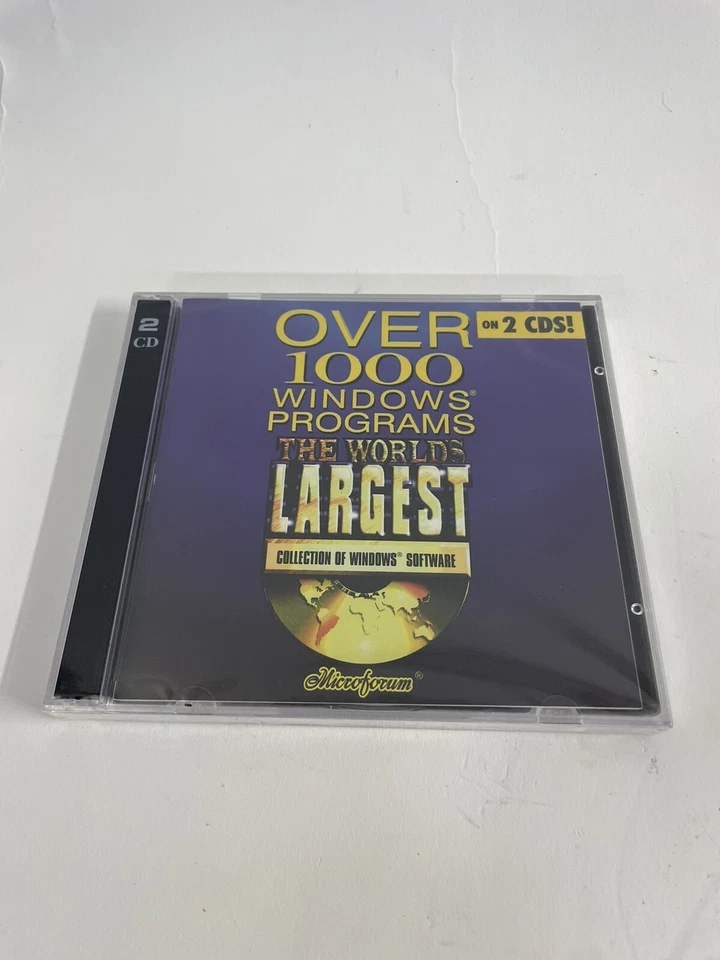 2
CD
OVER
ON 2 CDS!
1000
WINDOWS®
PROGRAMS
THE WORLD'S
LARGEST
COLLECTION OF WINDOWS® SOFTWARE
Microforum®